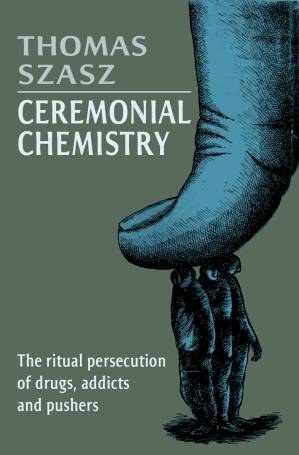 THOMAS
SZASZ
CEREMONIAL
CHEMISTRY
The ritual persecution
of drugs, addicts
and pushers